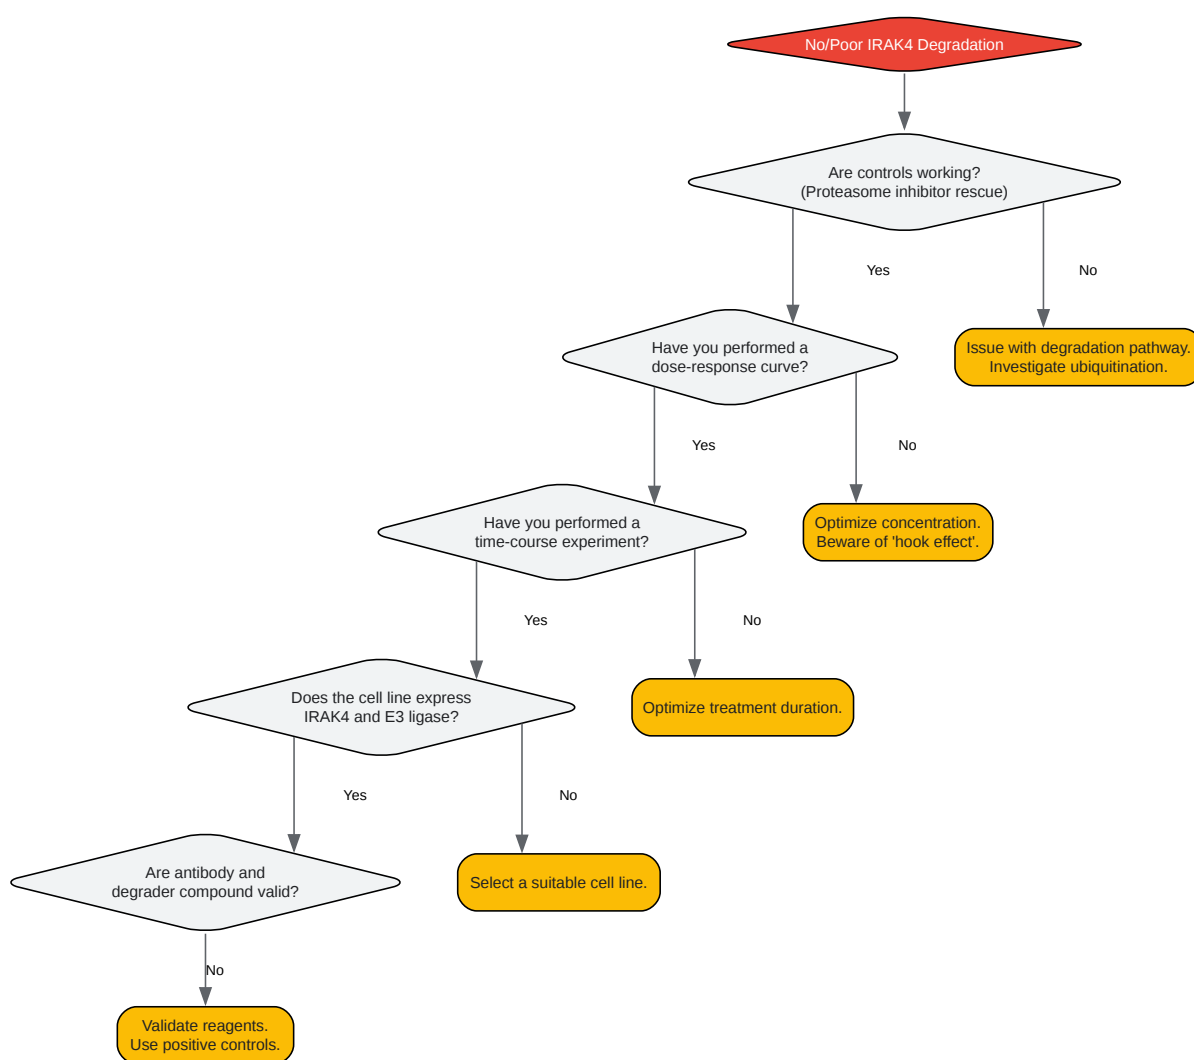 No/Poor IRAK4 Degradation
Are controls working?
(Proteasome inhibitor rescue)
Yes
No
Have you performed a
dose-response curve?
Issue with degradation pathway.
Investigate ubiquitination.
Yes
No
Have you performed a
time-course experiment?
Optimize concentration.
Beware of 'hook effect'.
Yes
No
Does the cell line express
IRAK4 and E3 ligase?
Optimize treatment duration.
Yes
No
Are antibody and
degrader compound valid?
Select a suitable cell line.
No
Validate reagents.
Use positive controls.